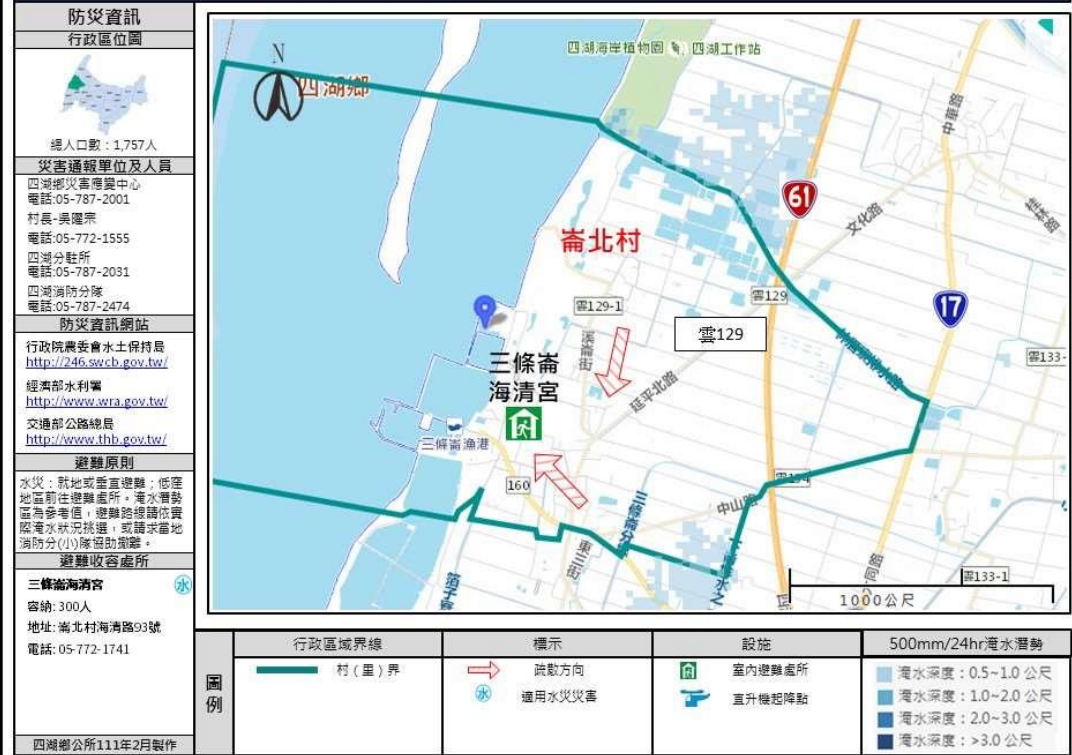 防災資訊
行政區位圖
總人口數：1,757人
災害通報單位及人員
四湖鄉災害應變中心
電話:05-787-2001
村長-吳曜宗
電話:05-772-1555
四湖分駐所
電話:05-787-2031
四湖消防分隊
電話:05-787-2474
防災資訊網站
行政院農委會水土保持局
http://246.swcb.gov.tw/
經濟部水利署
http://www.wra.gov.tw/
交通部公路總局
http://www.thb.gov.tw/
避難原則
水災：就地或垂直避難；低窪
地區前往避難處所。淹水潛勢
區為參考值，避難路線請依實
際淹水狀況挑選，或請求當地
消防分(小)隊協助撤離。
避難收容處所
三條崙海清宮
水
容納: 300人
地址: 崙北村海清路93號
電話: 05-772-1741
四湖鄉公所111年2月製作
N
四湖鄉
四湖海岸植物園
四湖工作站
中華路
61
文化路
桂林路
崙北村
雲129
17
雲129-1
雲129
溪崙街
雲133-
三條崙
海清宮
延平北路
三條崙漁港
160
中山路
三條崙分
東三街
雲133-1
1000公尺
圖例
行政區域界線
村（里）界
標示
疏散方向
水
適用水災災害
設施
室內避難處所
直升機起降點
500mm/24hr淹水潛勢
淹水深度：0.5~1.0 公尺
淹水深度：1.0~2.0 公尺
淹水深度：2.0~3.0 公尺
淹水深度：>3.0 公尺